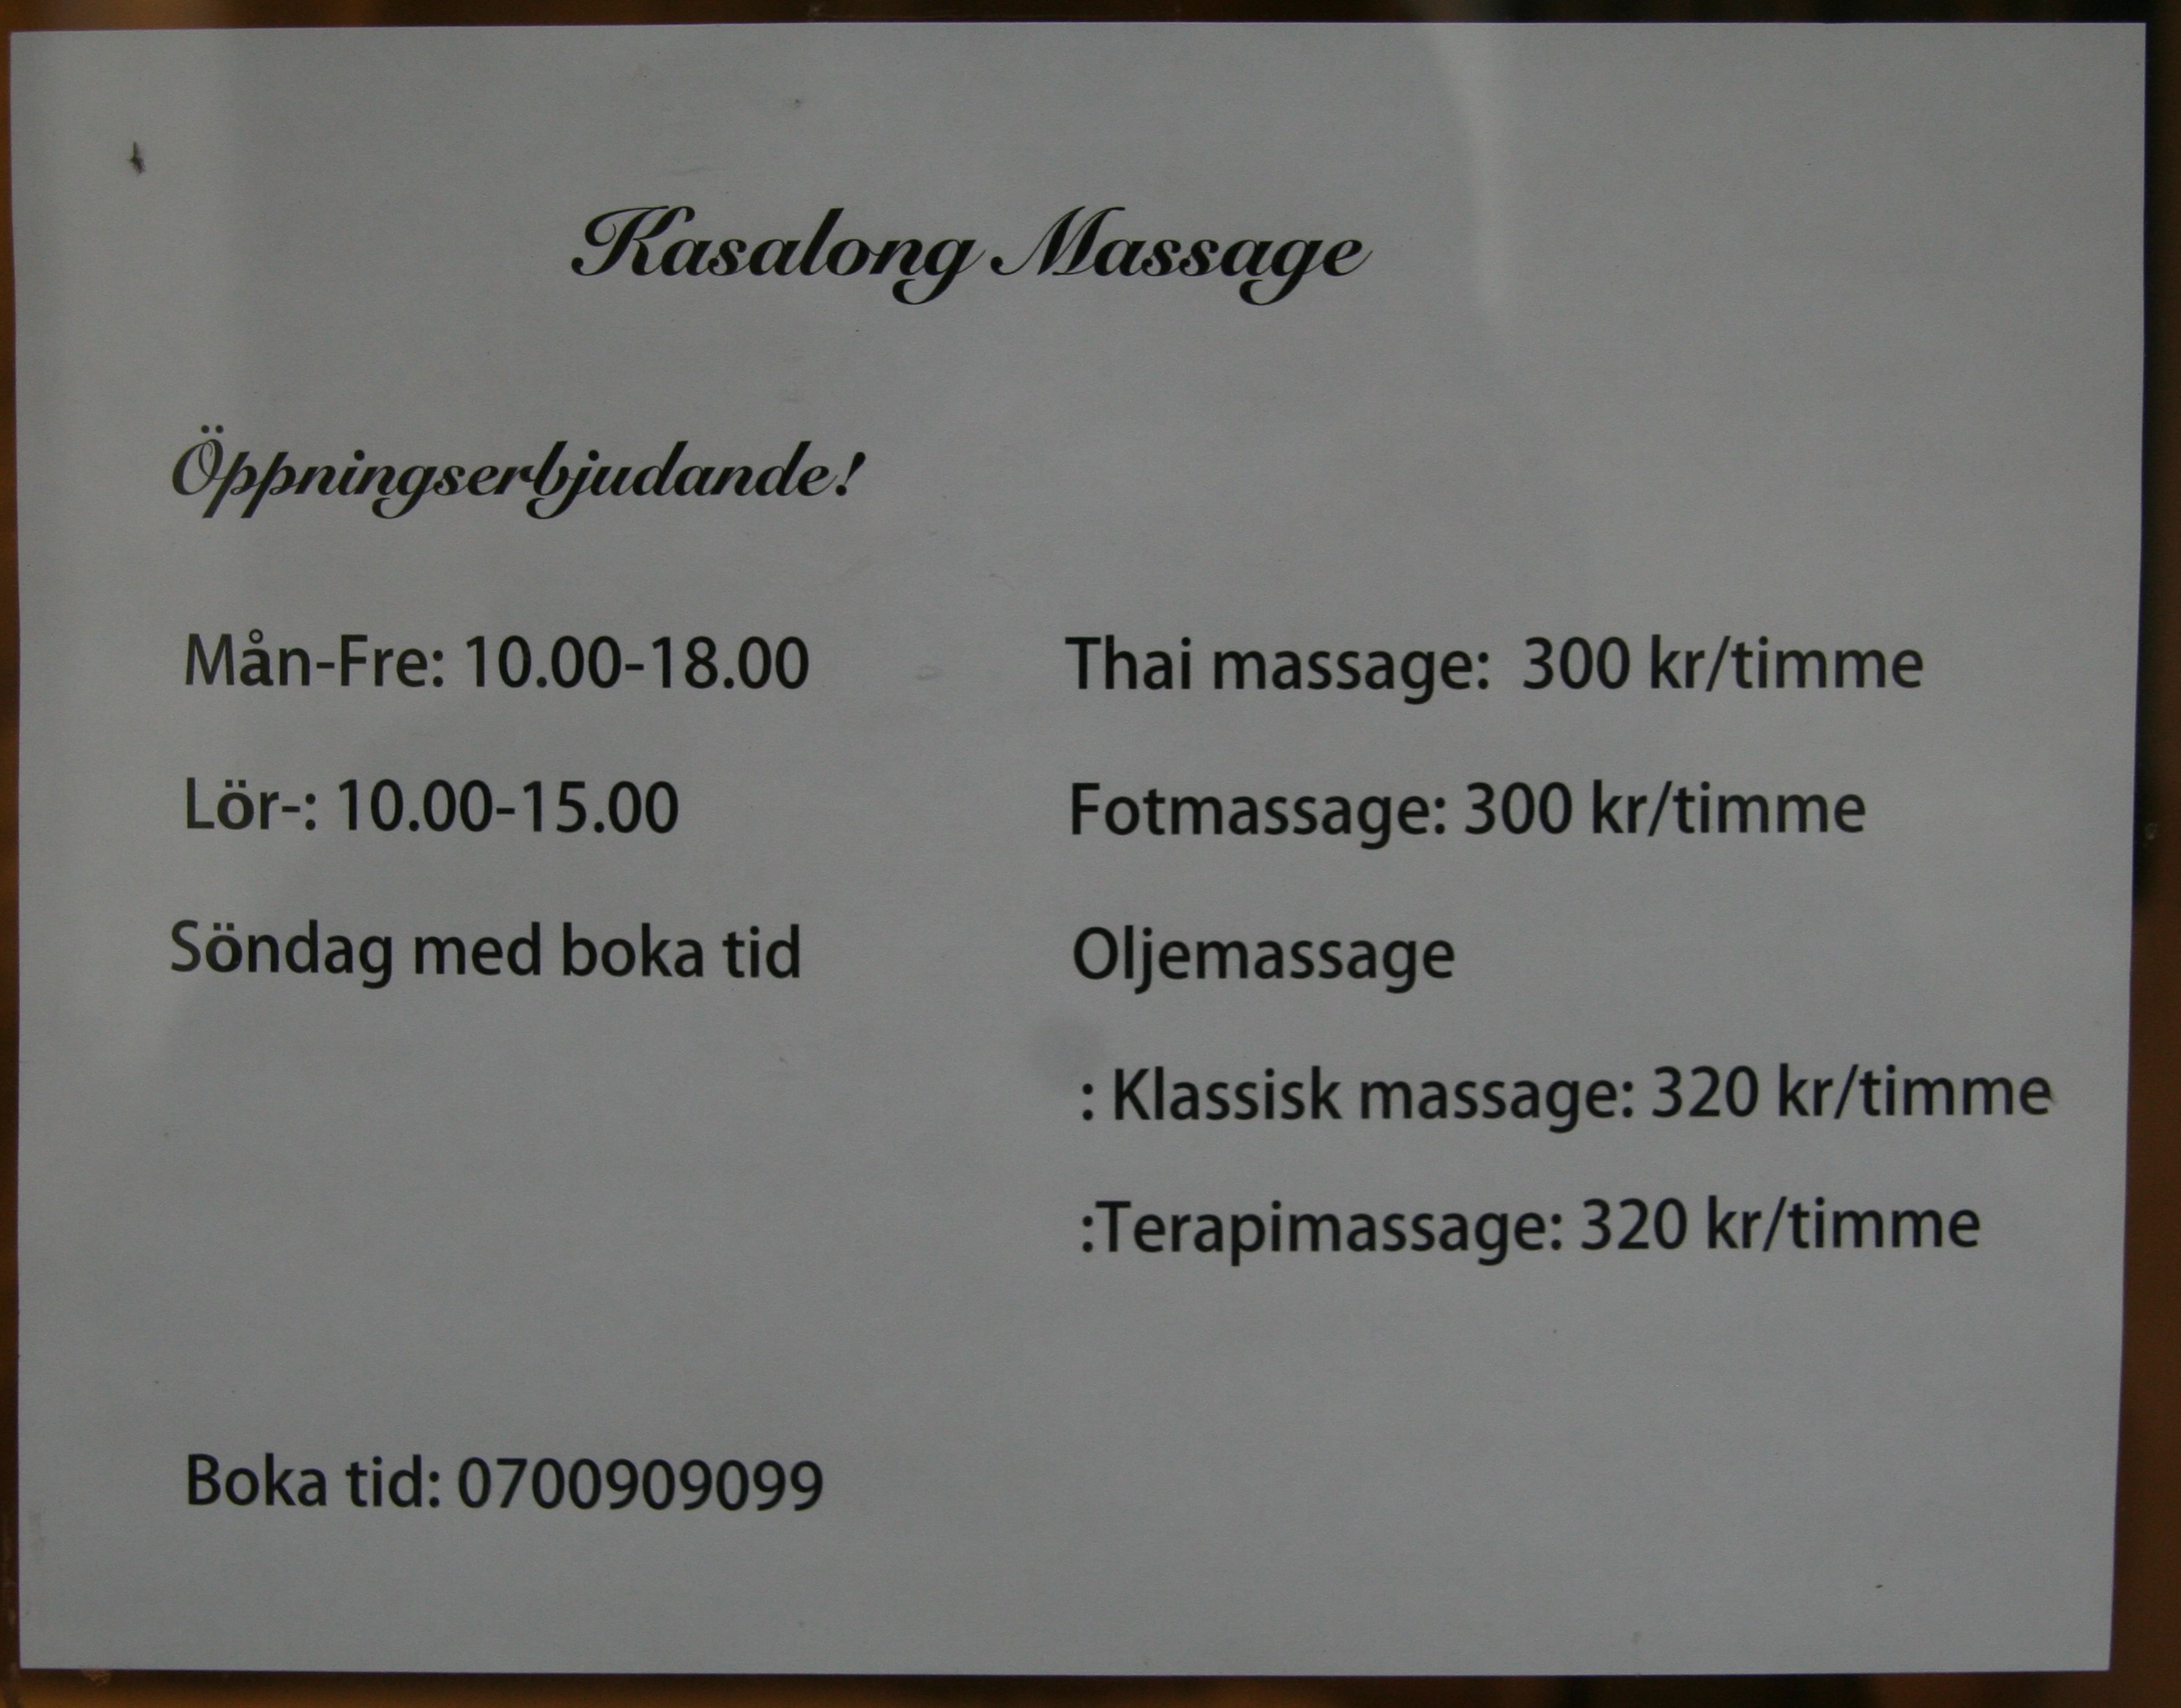 Kasalong Massage
Öppningserbjudande!
Mån-Fre: 10.00-18.00
Lör-: 10.00-15.00
Söndag med boka tid
Thai massage: 300 kr/timme
Fotmassage: 300 kr/timme
Oljemassage
: Klassisk massage: 320 kr/timme
:Terapimassage: 320 kr/timme
Boka tid: 0700909099